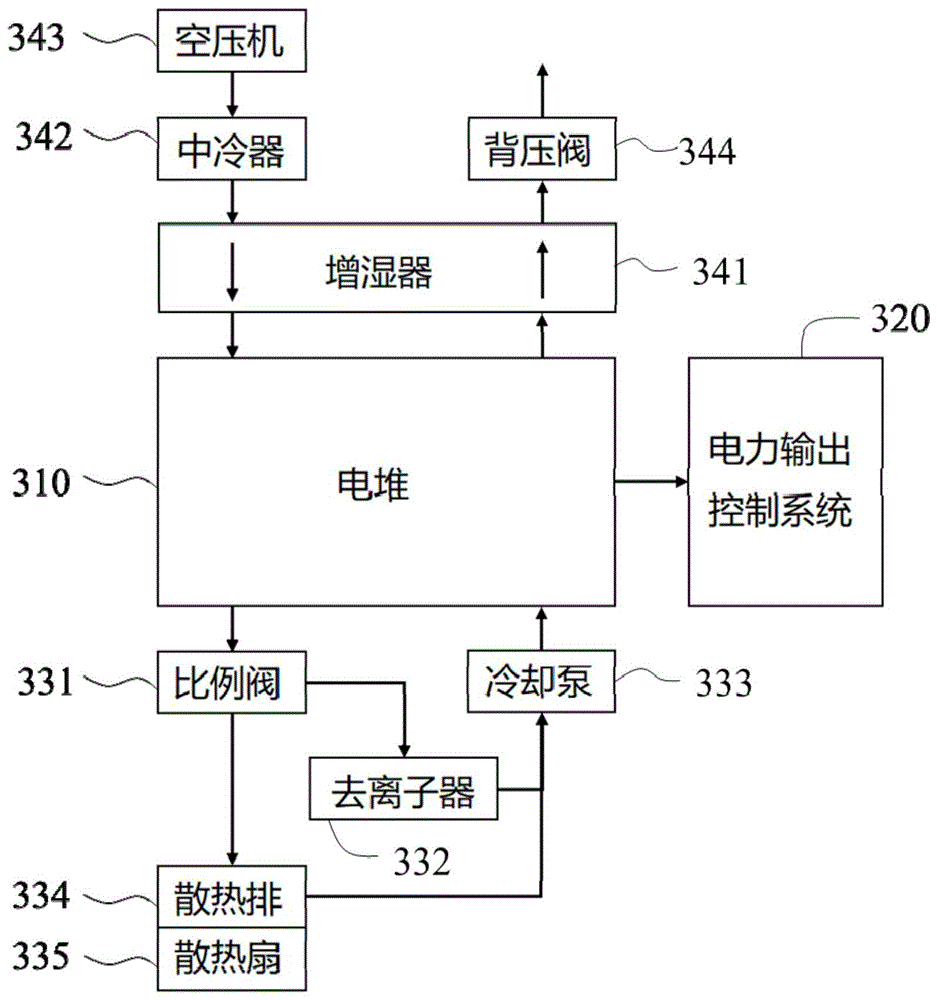 343
空压机
342
中冷器
背压阀
344
增湿器
341
320
310
电堆
电力输出
控制系统
331
比例阀
冷却泵
333
去离子器
332
334
散热排
335
散热扇